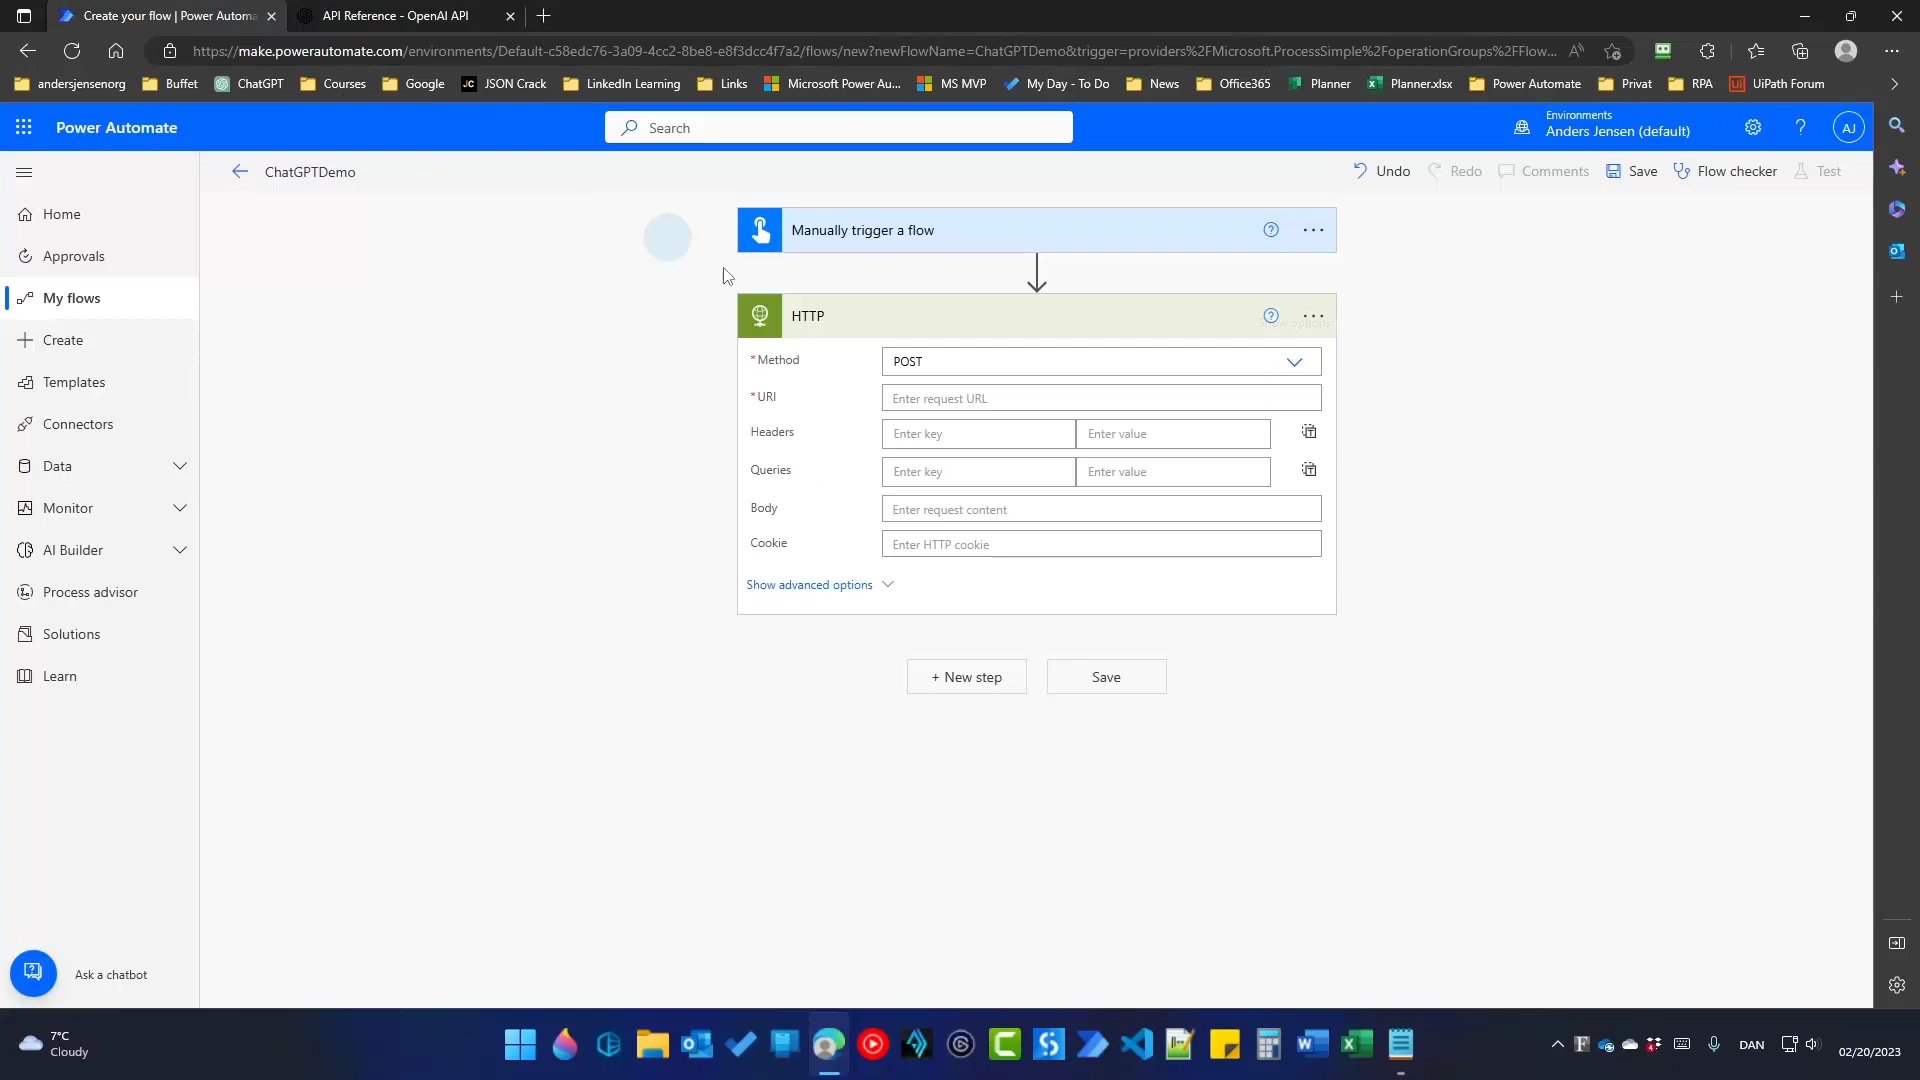 Create your flow | Power Automa
API Reference - OpenAI API
https://make.powerautomate.com/environments/Default-c58edc76-3a09-4cc2-8be8-e8f3dcc4f7a2/flows/new?newFlowName=ChatGPTDemo&trigger=providers%2FMicrosoft.ProcessSimple%2FoperationGroups%2FFlow...
andersjensenorg
Buffet
ChatGPT
Courses
Google
JC JSON Crack
LinkedIn Learning
Links
Microsoft Power Au...
MS MVP
My Day - To Do
News
Office365
Planner
Planner.xlsx
Power Automate
Privat
RPA
Ui UiPath Forum
Power Automate
Search
Environments
Anders Jensen (default)
AJ
ChatGPTDemo
Undo
Redo
Comments
Save
Flow checker
Test
Home
Approvals
My flows
Create
Templates
Connectors
Data
Monitor
AI Builder
Process advisor
Solutions
Learn
Ask a chatbot
Manually trigger a flow
HTTP
Show options
*Method
POST
*URI
Enter request URL
Headers
Enter key
Enter value
Queries
Enter key
Enter value
Body
Enter request content
Cookie
Enter HTTP cookie
Show advanced options
+ New step
Save
7°C
Cloudy
DAN
02/20/2023